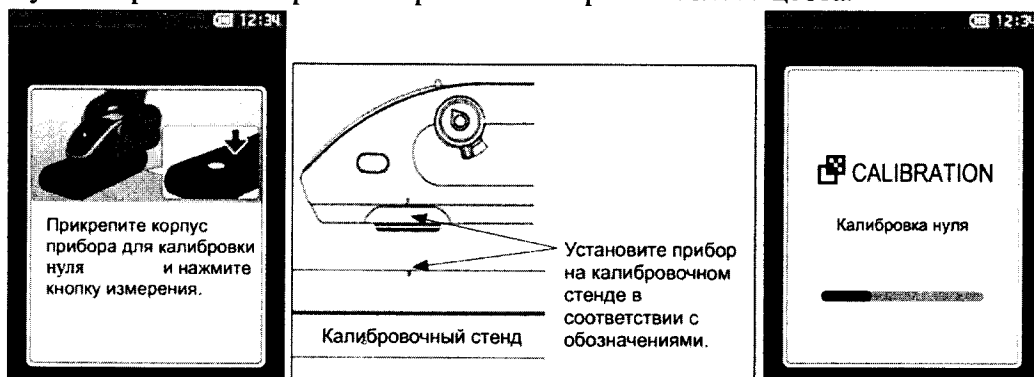 12:34
Прикрепите корпус
прибора для калибровки
нуля и нажмите
кнопку измерения.
Установите прибор
на калибровочном
стенде в
соответствии с
обозначениями.
Калибровочный стенд
12:34
CALIBRATION
Калибровка нуля